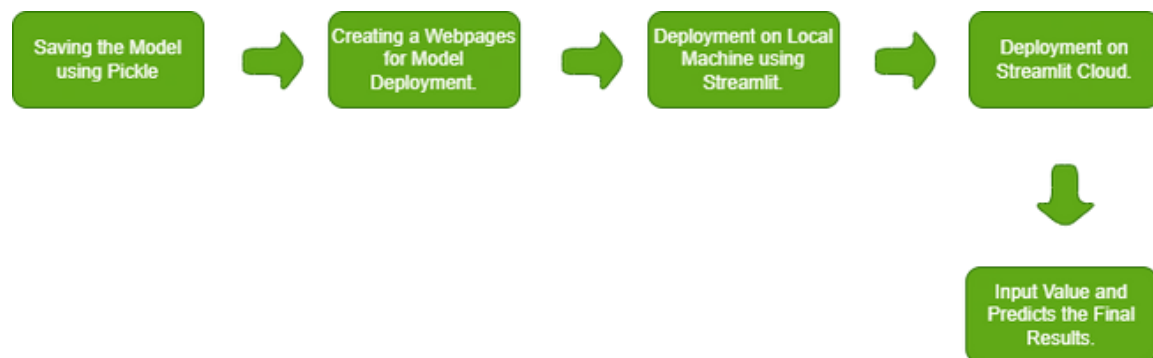 Saving the Model
using Pickle
Creating a Webpages
for Model
Deployment.
Deployment on Local
Machine using
Streamlit.
Deployment on
Streamlit Cloud.
Input Value and
Predicts the Final
Results.